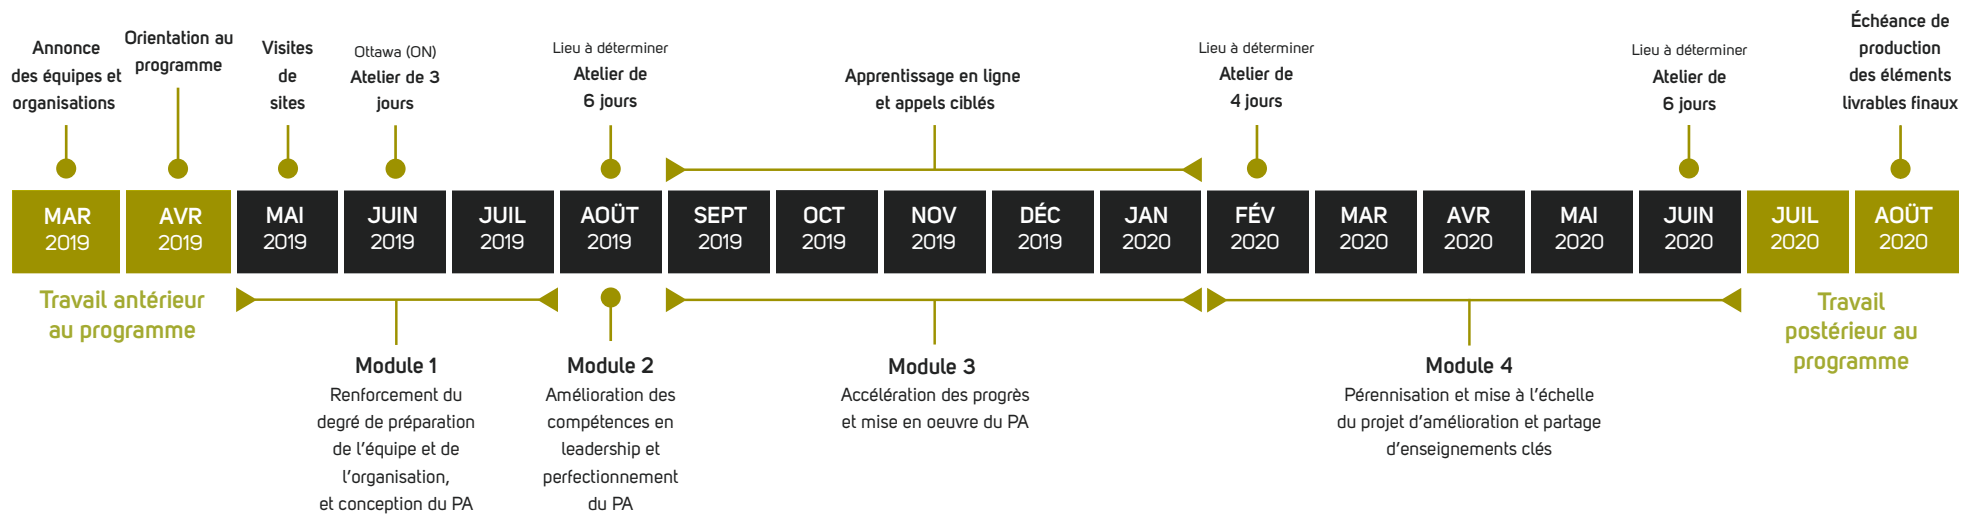 Annonce
des équipes et
organisations
Orientation au
programme
Visites
de
sites
Ottawa (ON)
Atelier de 3
jours
Lieu à déterminer
Atelier de
6 jours
Apprentissage en ligne
et appels ciblés
Lieu à déterminer
Atelier de
4 jours
Lieu à déterminer
Atelier de
6 jours
Échéance de
production
des éléments
livrables finaux
MAR
2019
AVR
2019
MAI
2019
JUIN
2019
JUIL
2019
AOÛT
2019
SEPT
2019
OCT
2019
NOV
2019
DÉC
2019
JAN
2020
FÉV
2020
MAR
2020
AVR
2020
MAI
2020
JUIN
2020
JUIL
2020
AOÛT
2020
Travail antérieur
au programme
Module 1
Renforcement du
degré de préparation
de l'équipe et de
l'organisation,
et conception du PA
Module 2
Amélioration des
compétences en
leadership et
perfectionnement
du PA
Module 3
Accélération des progrès
et mise en oeuvre du PA
Module 4
Pérennisation et mise à l'échelle
du projet d'amélioration et partage
d'enseignements clés
Travail
postérieur au
programme